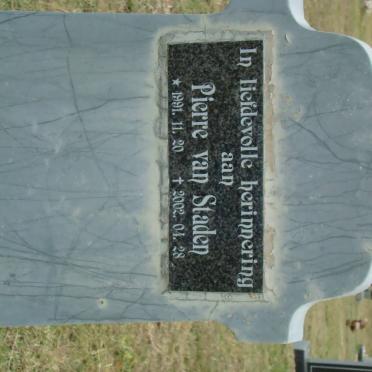 In liefdevolle herinnering
aan
Pierre van Staden
★ 1991. 11. 20 † 2002. 04. 28